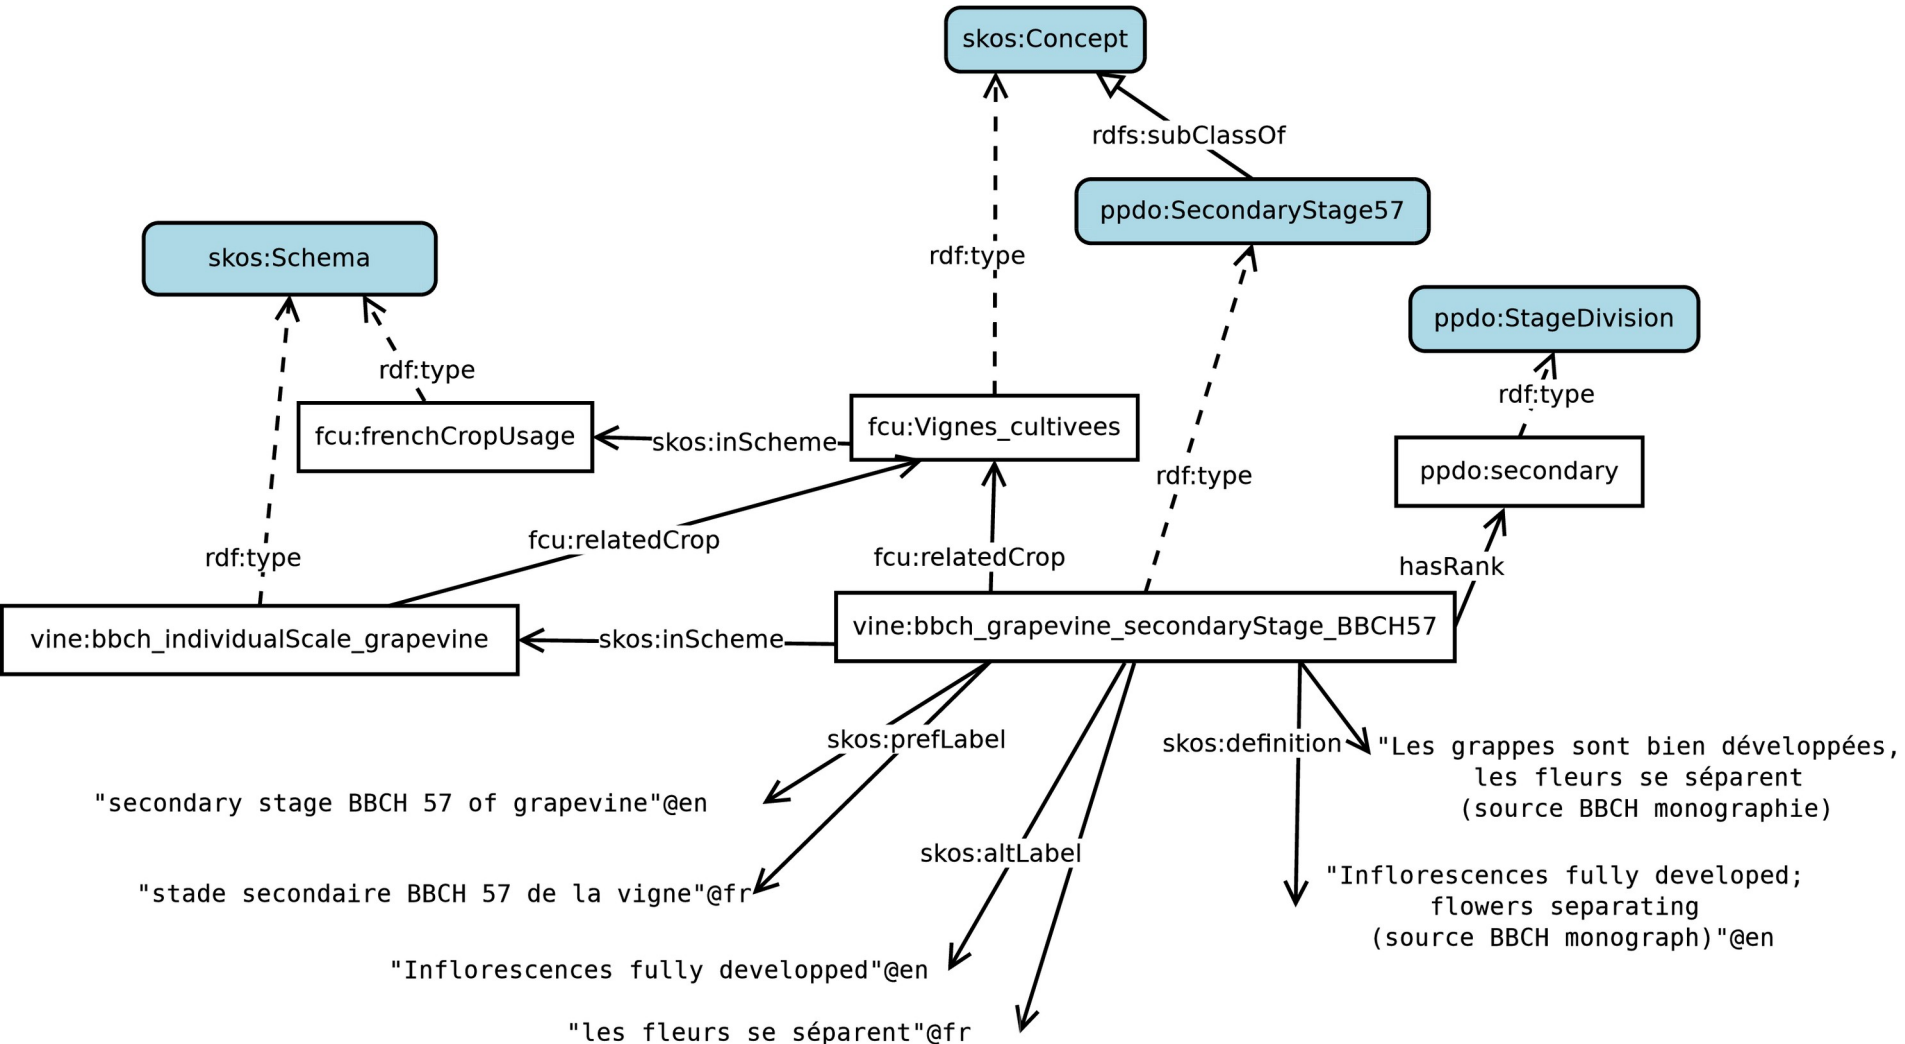 skos:Concept
rdfs:subClassOf
ppdo:SecondaryStage57
skos:Schema
rdf:type
ppdo:StageDivision
rdf:type
rdf:type
fcu:frenchCropUsage
skos:inScheme
fcu:Vignes_cultivees
ppdo:secondary
rdf:type
fcu:relatedCrop
rdf:type
fcu:relatedCrop
hasRank
vine:bbch_individualScale_grapevine
skos:inScheme
vine:bbch_grapevine_secondaryStage_BBCH57
skos:prefLabel
skos:definition
"Les grappes sont bien développées,
les fleurs se séparent
(source BBCH monographie)
"secondary stage BBCH 57 of grapevine"@en
skos:altLabel
"Inflorescences fully developed;
flowers separating
(source BBCH monograph)"@en
"stade secondaire BBCH 57 de la vigne"@fr
"Inflorescences fully developped"@en
"les fleurs se séparent"@fr